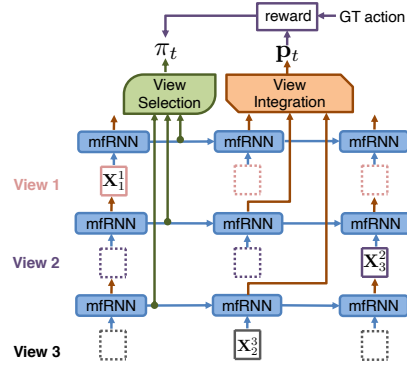 reward
GT action
π_t
p_t
View
Selection
View
Integration
mfRNN
mfRNN
mfRNN
View 1
X_1^1
mfRNN
mfRNN
mfRNN
View 2
X_3^2
mfRNN
mfRNN
mfRNN
View 3
X_2^3